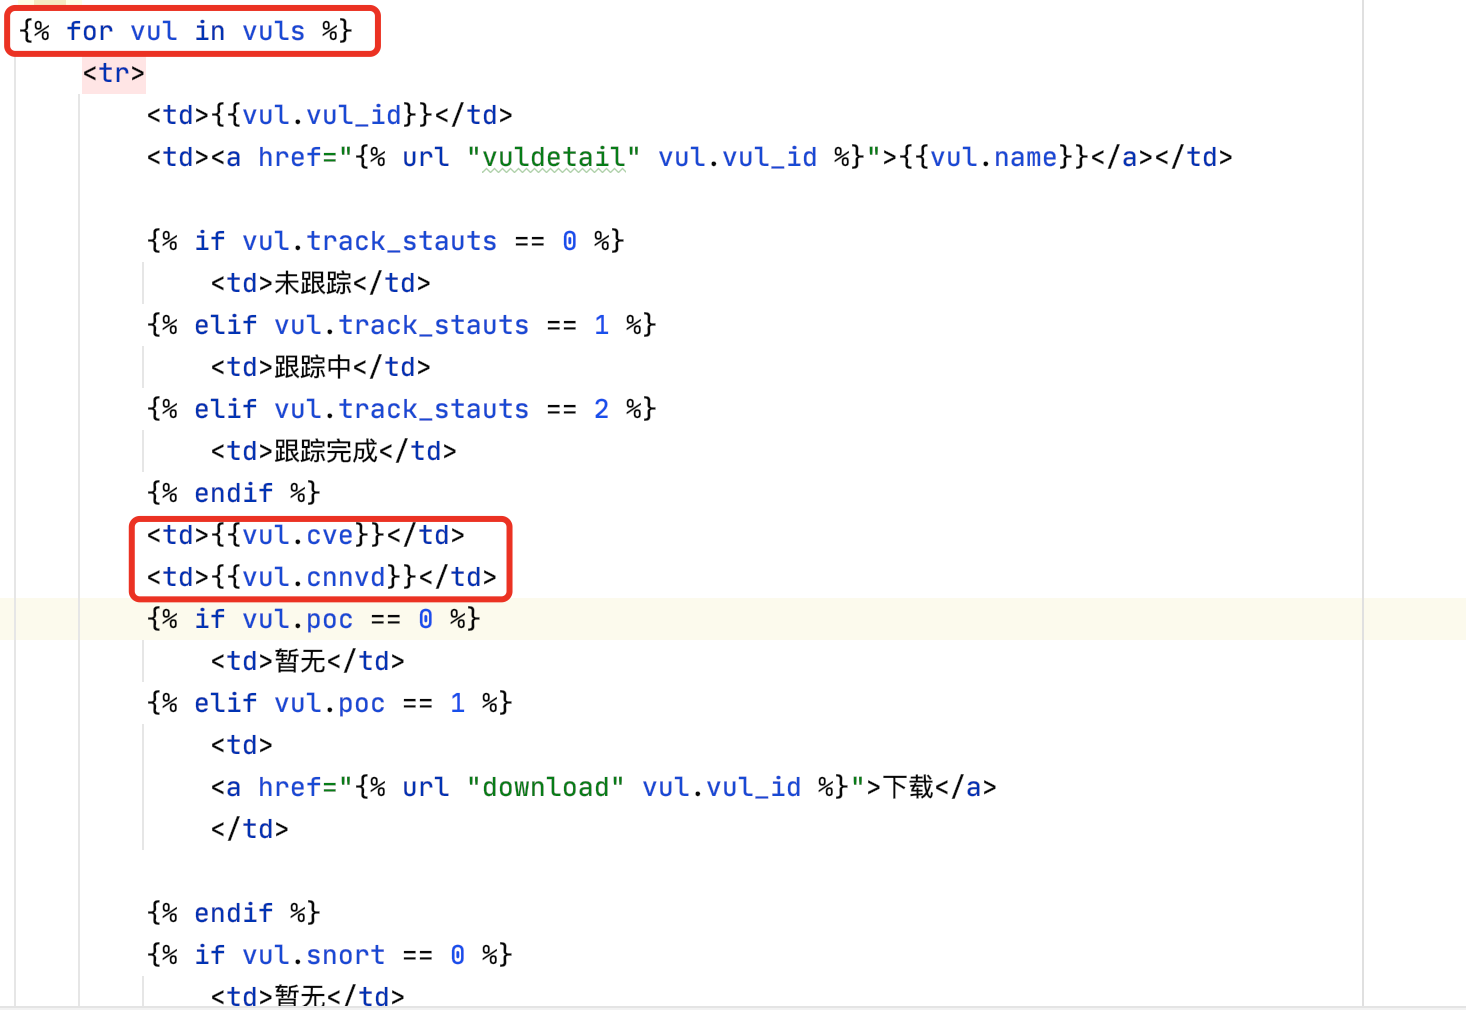 {% for vul in vuls %}
<tr>
<td>{{vul.vul_id}}</td>
<td><a href="{% url "vuldetail" vul.vul_id %}">{{vul.name}}</a></td>
{% if vul.track_stauts == 0 %}
<td>未跟踪</td>
{% elif vul.track_stauts == 1 %}
<td>跟踪中</td>
{% elif vul.track_stauts == 2 %}
<td>跟踪完成</td>
{% endif %}
<td>{{vul.cve}}</td>
<td>{{vul.cnnvd}}</td>
{% if vul.poc == 0 %}
<td>暂无</td>
{% elif vul.poc == 1 %}
<td>
<a href="{% url "download" vul.vul_id %}">下载</a>
</td>
{% endif %}
{% if vul.snort == 0 %}
<td>暂无</td>